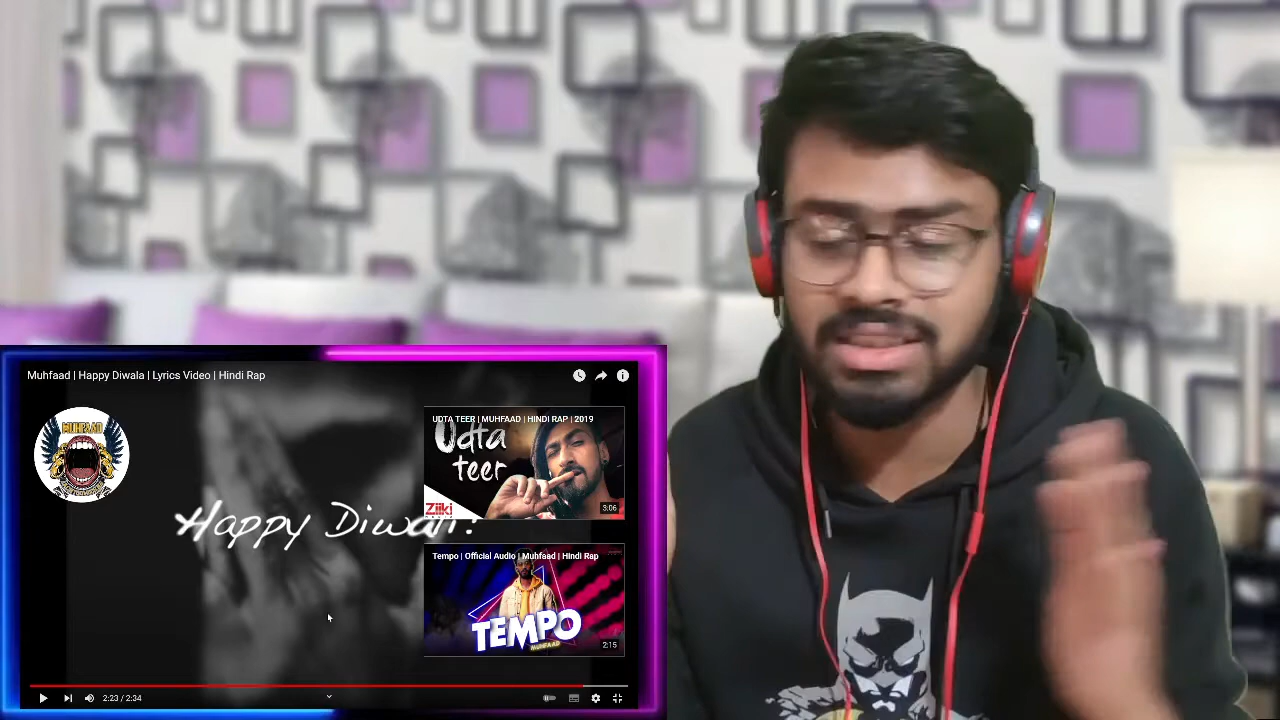 Muhfaad | Happy Diwala | Lyrics Video | Hindi Rap
MUHFAAD
Happy Diwali!
UDTA TEER | MUHFAAD | HINDI RAP | 2019
Udta
teer
Ziiki
3:06
Tempo | Official Audio | Muhfaad | Hindi Rap
TEMPO
MUHFAAD
2:15
2:23 / 2:34